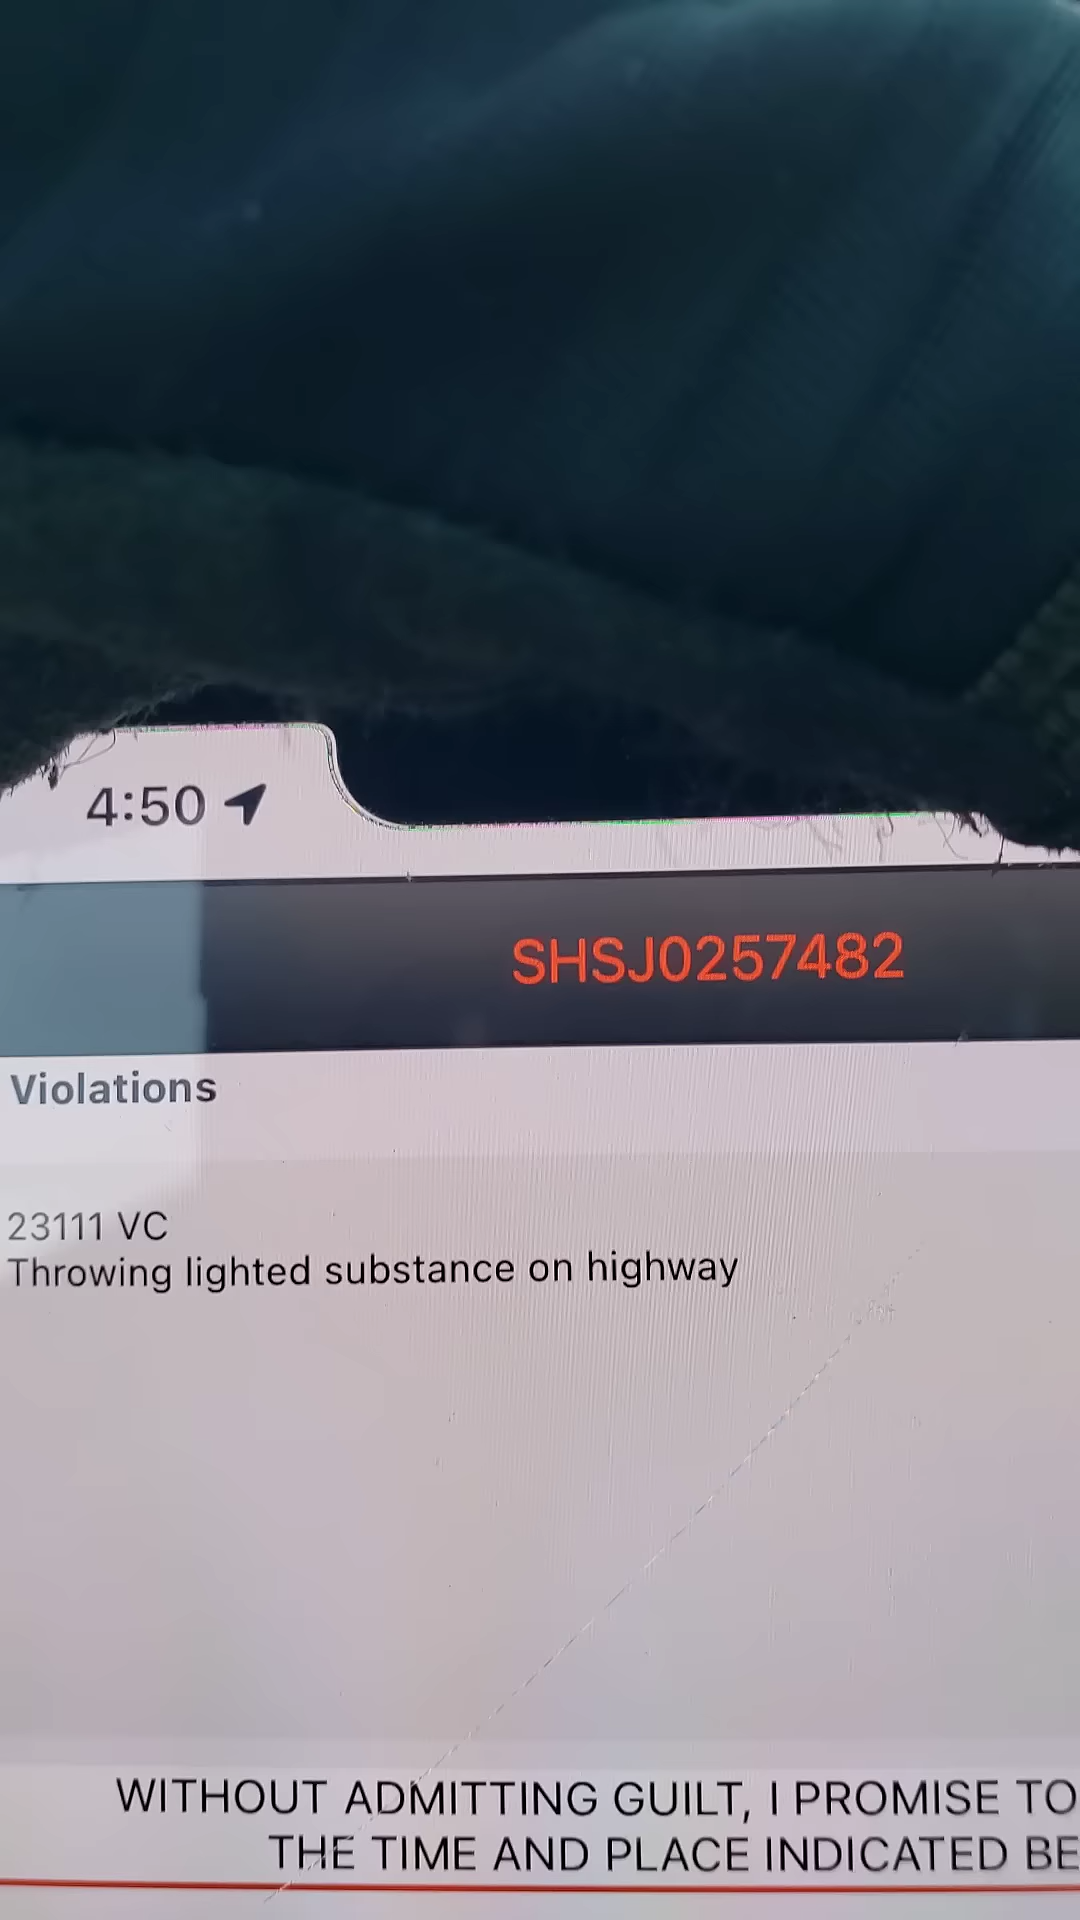 4:50
SHSJ0257482
Violations
23111 VC
Throwing lighted substance on highway
WITHOUT ADMITTING GUILT, I PROMISE TO
THE TIME AND PLACE INDICATED BE